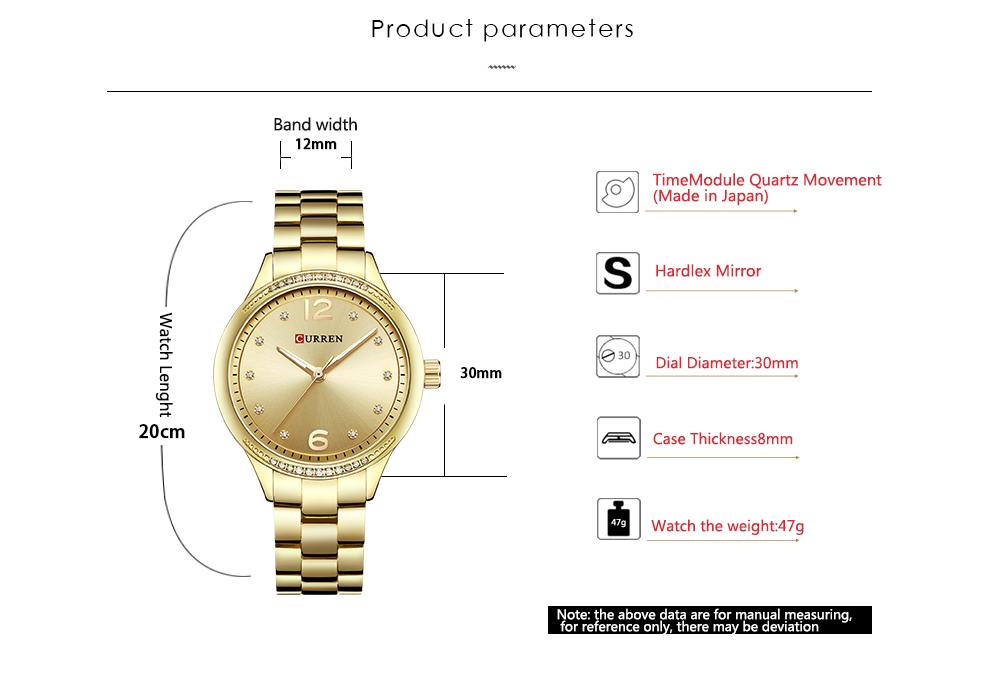 Product parameters
Band width
12mm
12
CURREN
6
30mm
Watch Lenght
20cm
TimeModule Quartz Movement
(Made in Japan)
S
Hardlex Mirror
30
Dial Diameter:30mm
Case Thickness8mm
47g
Watch the weight:47g
Note: the above data are for manual measuring,
for reference only, there may be deviation